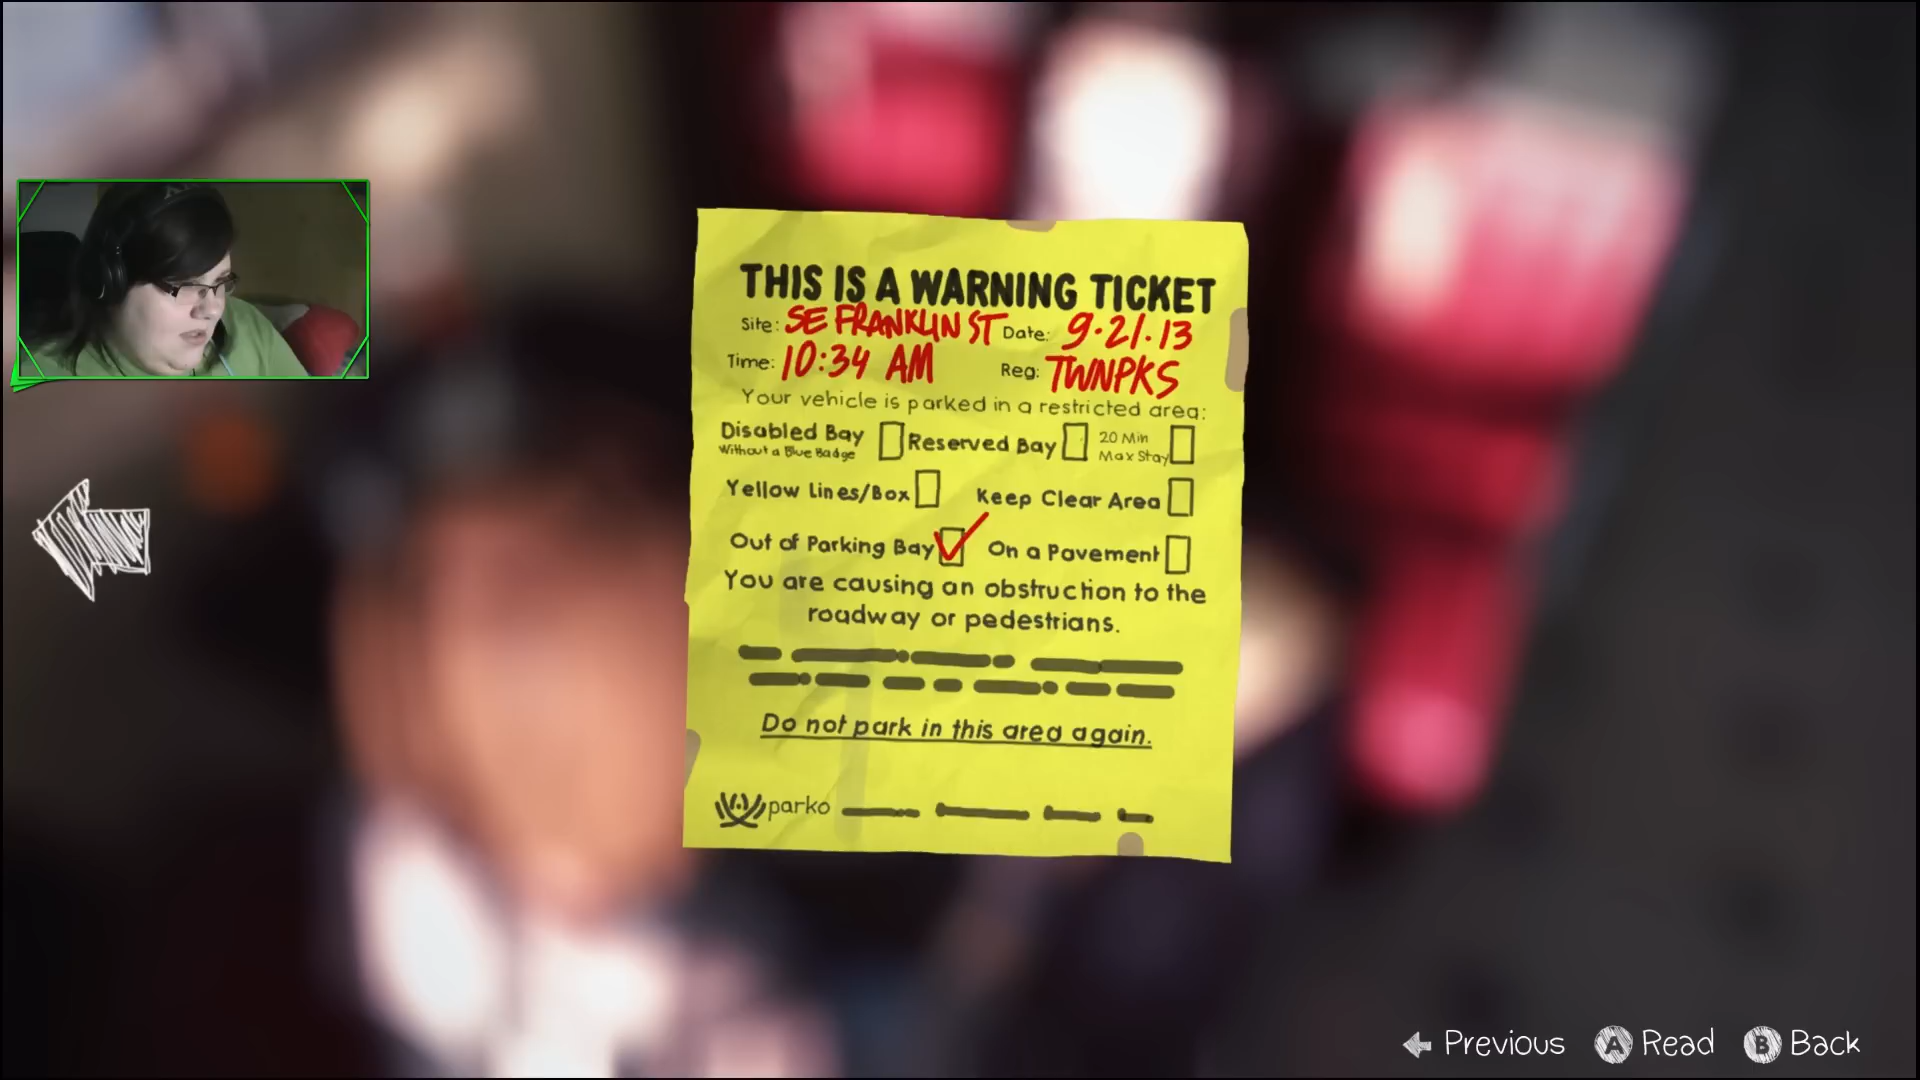 THIS IS A WARNING TICKET
Site: SE FRANKLIN ST Date: 9.21.13
Time: 10:34 AM Reg: TWNPKS
Your vehicle is parked in a restricted area:
Disabled Bay Reserved Bay 20 Min
Without a Blue Badge Max Stay
Yellow Lines/Box Keep Clear Area
Out of Parking Bay On a Pavement
You are causing an obstruction to the
roadway or pedestrians.
Do not park in this area again.
parko
Previous A Read B Back